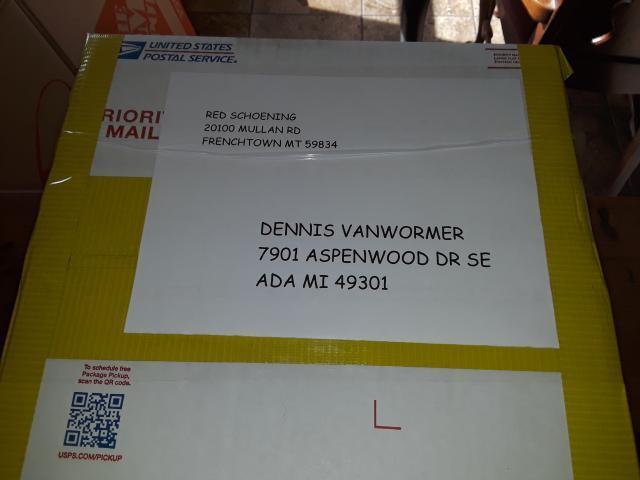 UNITED STATES
POSTAL SERVICE®
RIORI
MAIL
RED SCHOENING
20100 MULLAN RD
FRENCHTOWN MT 59834
DENNIS VANWORMER
7901 ASPENWOOD DR SE
ADA MI 49301
To schedule free
Package Pickup,
scan the QR code.
USPS.COM/PICKUP